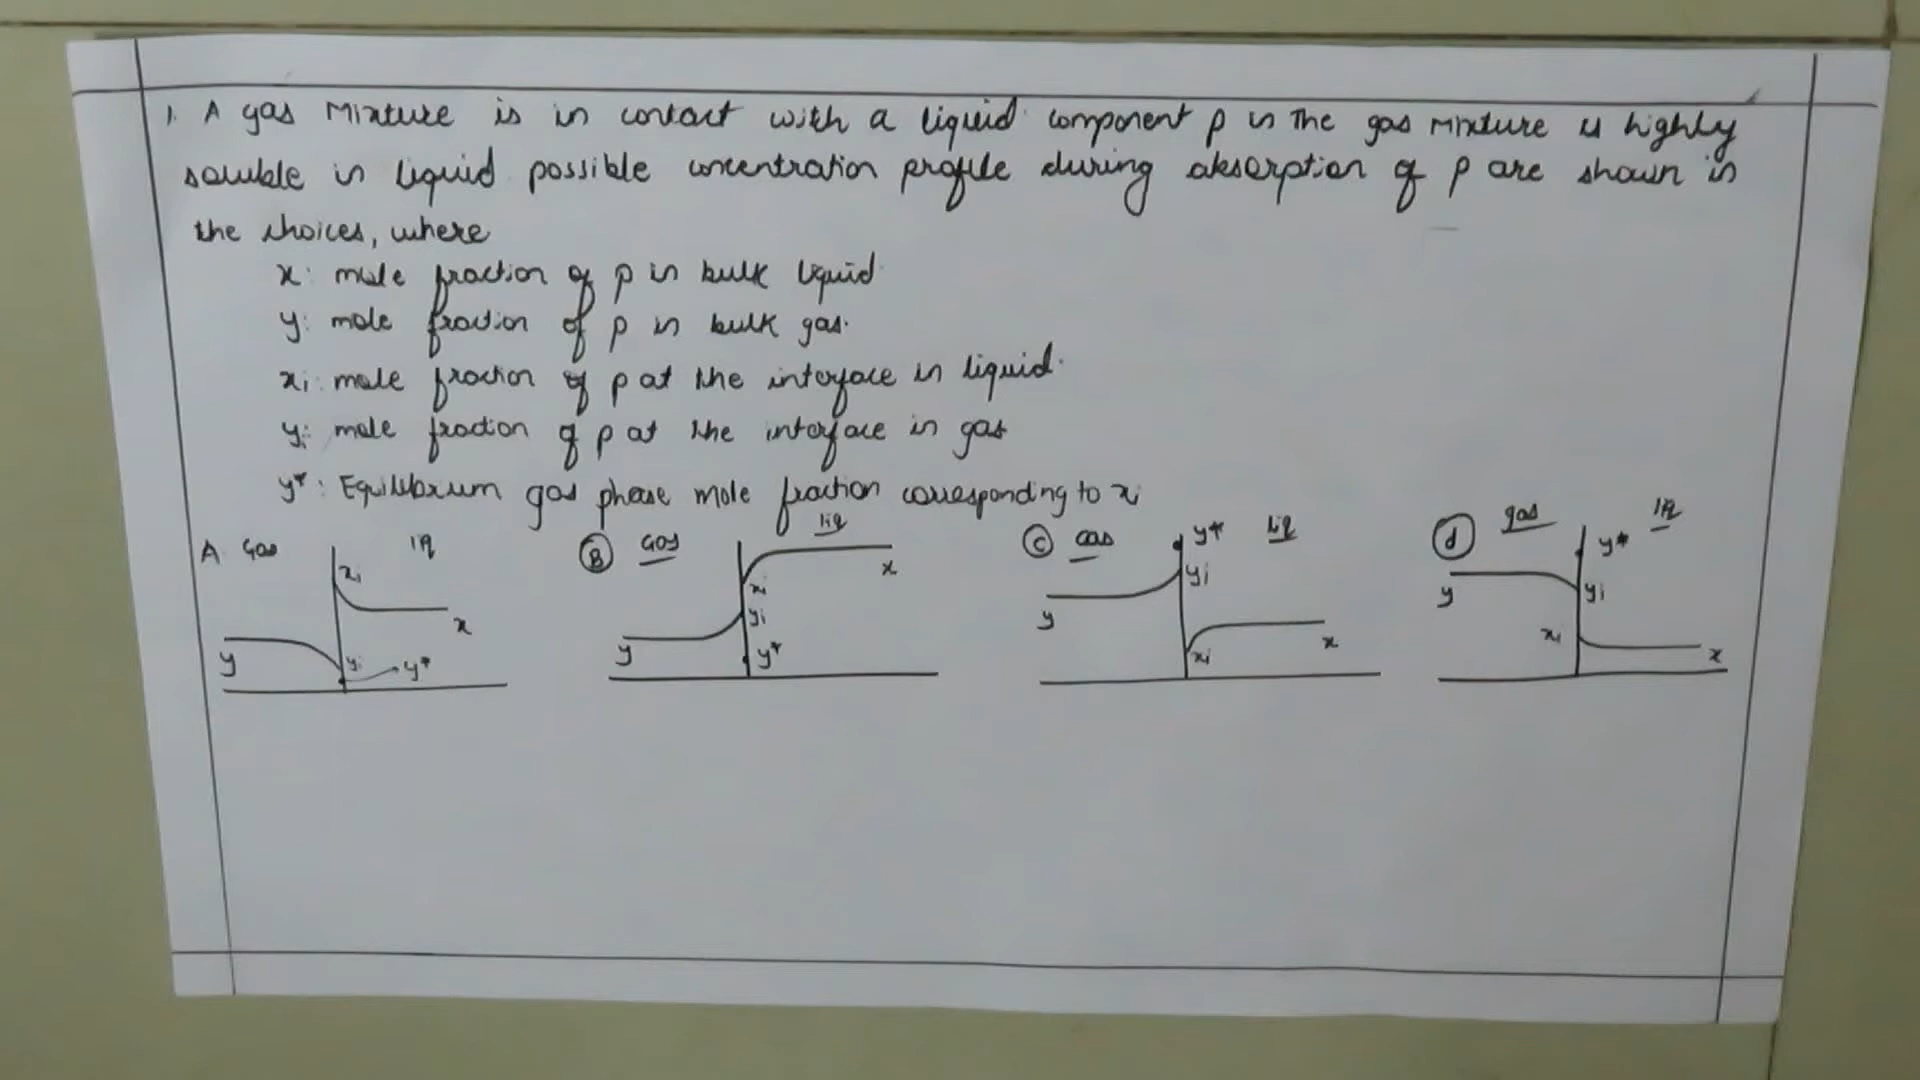 1. A gas Mixture is in contact with a liquid component p in The gas mixture is highly
soluble in liquid possible concentration profile during absorption of p are shown in
the choices, where
x: mole fraction of p in bulk liquid
y: mole fraction of p in bulk gas.
xi: mole fraction of p at the interface in liquid.
yi: mole fraction of p at the interface in gas
y*: Equilibrium gas phase mole fraction corresponding to xi
A Gas liq
xi
x
y
yi y*
B Gas liq
x
xi
yi
y
y*
C Gas y* liq
yi
y
x
xi
d gas y* liq
y
yi
xi
x